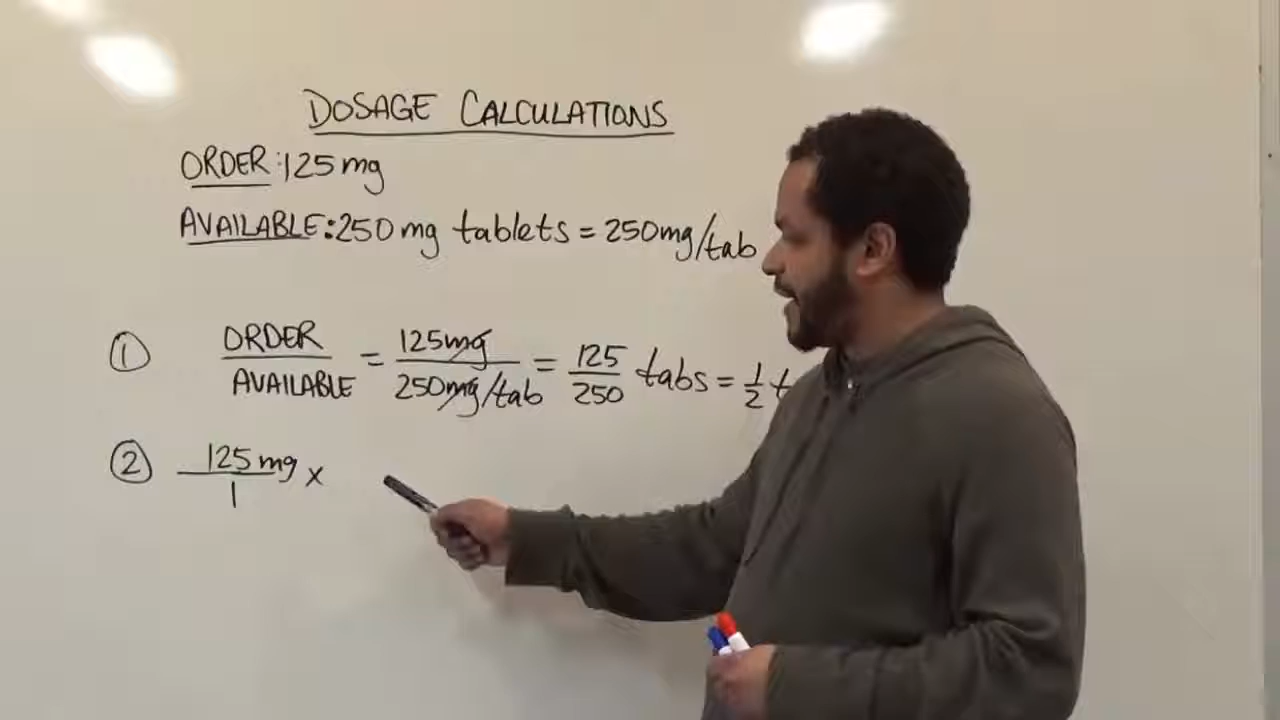 DOSAGE CALCULATIONS
ORDER: 125 mg
AVAILABLE: 250 mg tablets = 250mg/tab
① ORDER / AVAILABLE = 125mg / 250mg/tab = 125 / 250 tabs = 1/2 t
② 125 mg / 1 x